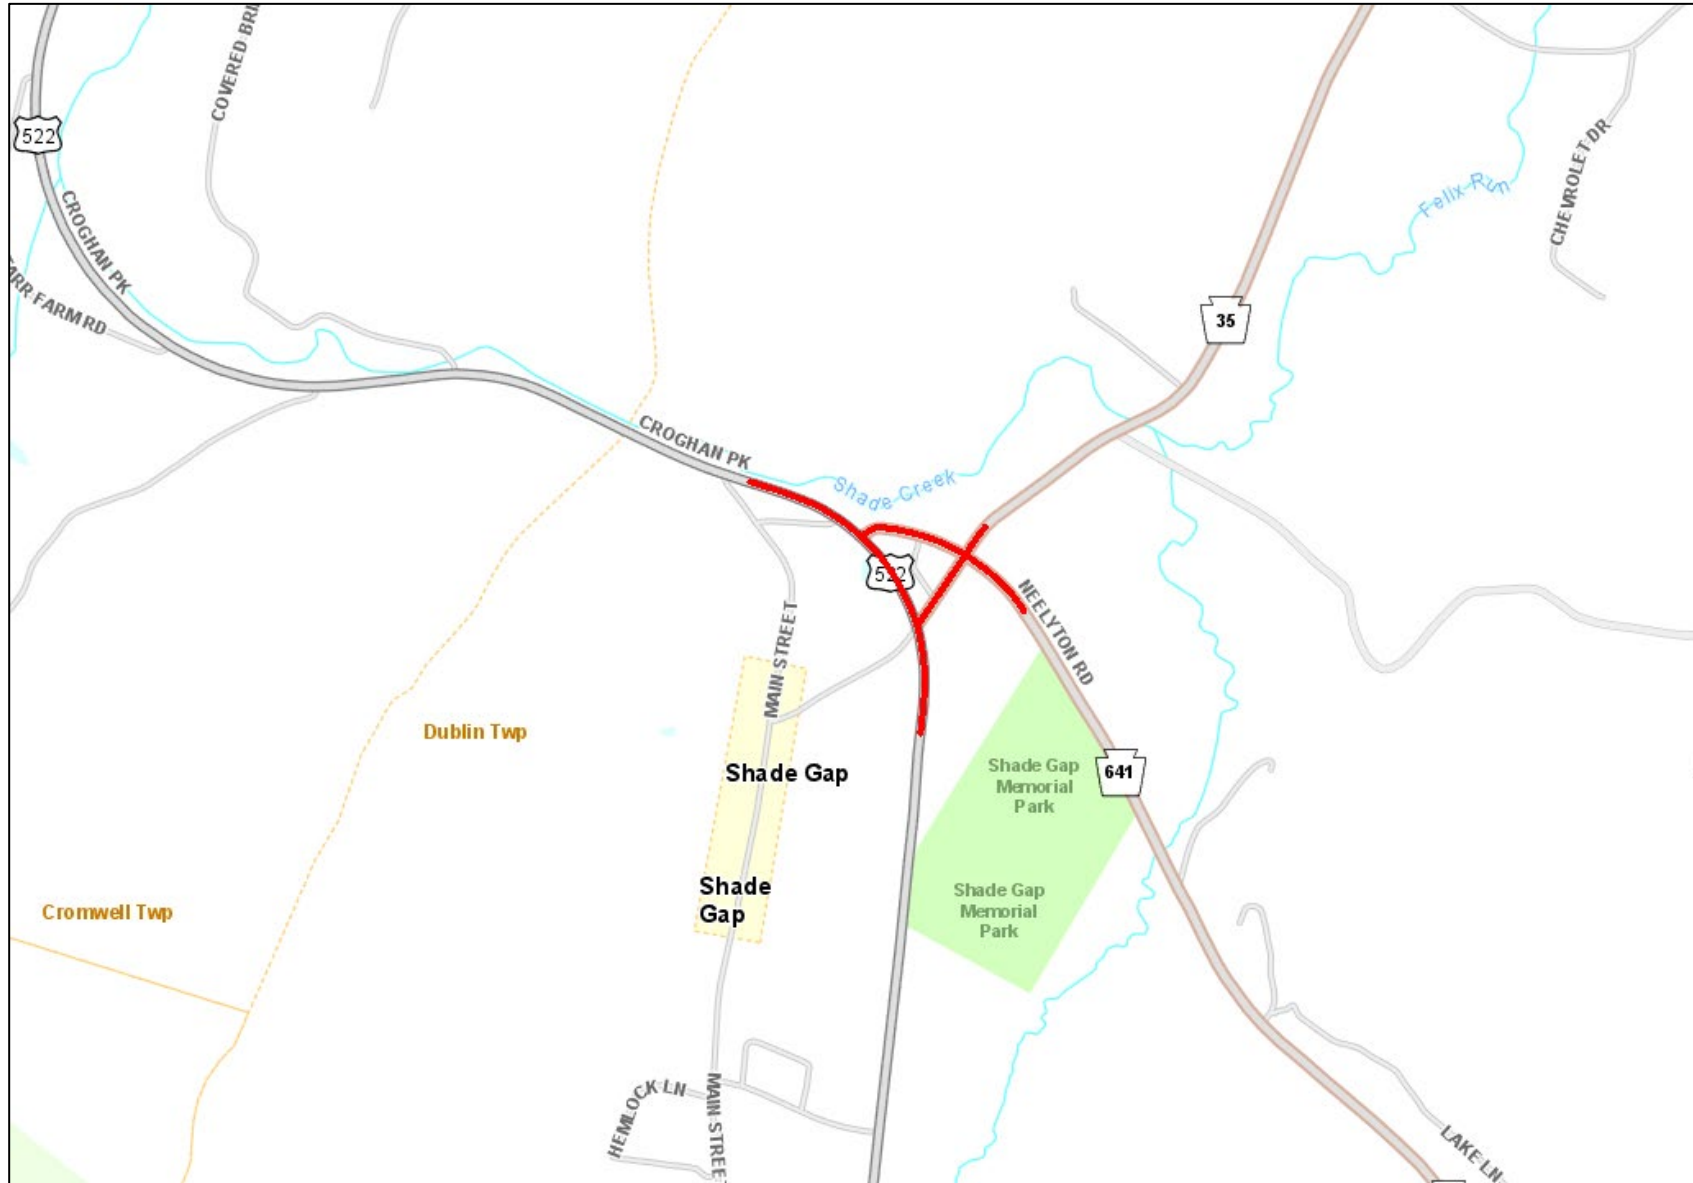 COVERED BRI
522
CROGHAN PK
ARR FARM RD
Felix Run
CHEVROLET DR
35
CROGHAN PK
Shade Creek
522
NEELYTON RD
MAIN STREET
Dublin Twp
Shade Gap
Shade Gap
Memorial
Park
641
Shade
Gap
Shade Gap
Memorial
Park
Cromwell Twp
HEMLOCK LN
MAIN STREE
LAKE LN